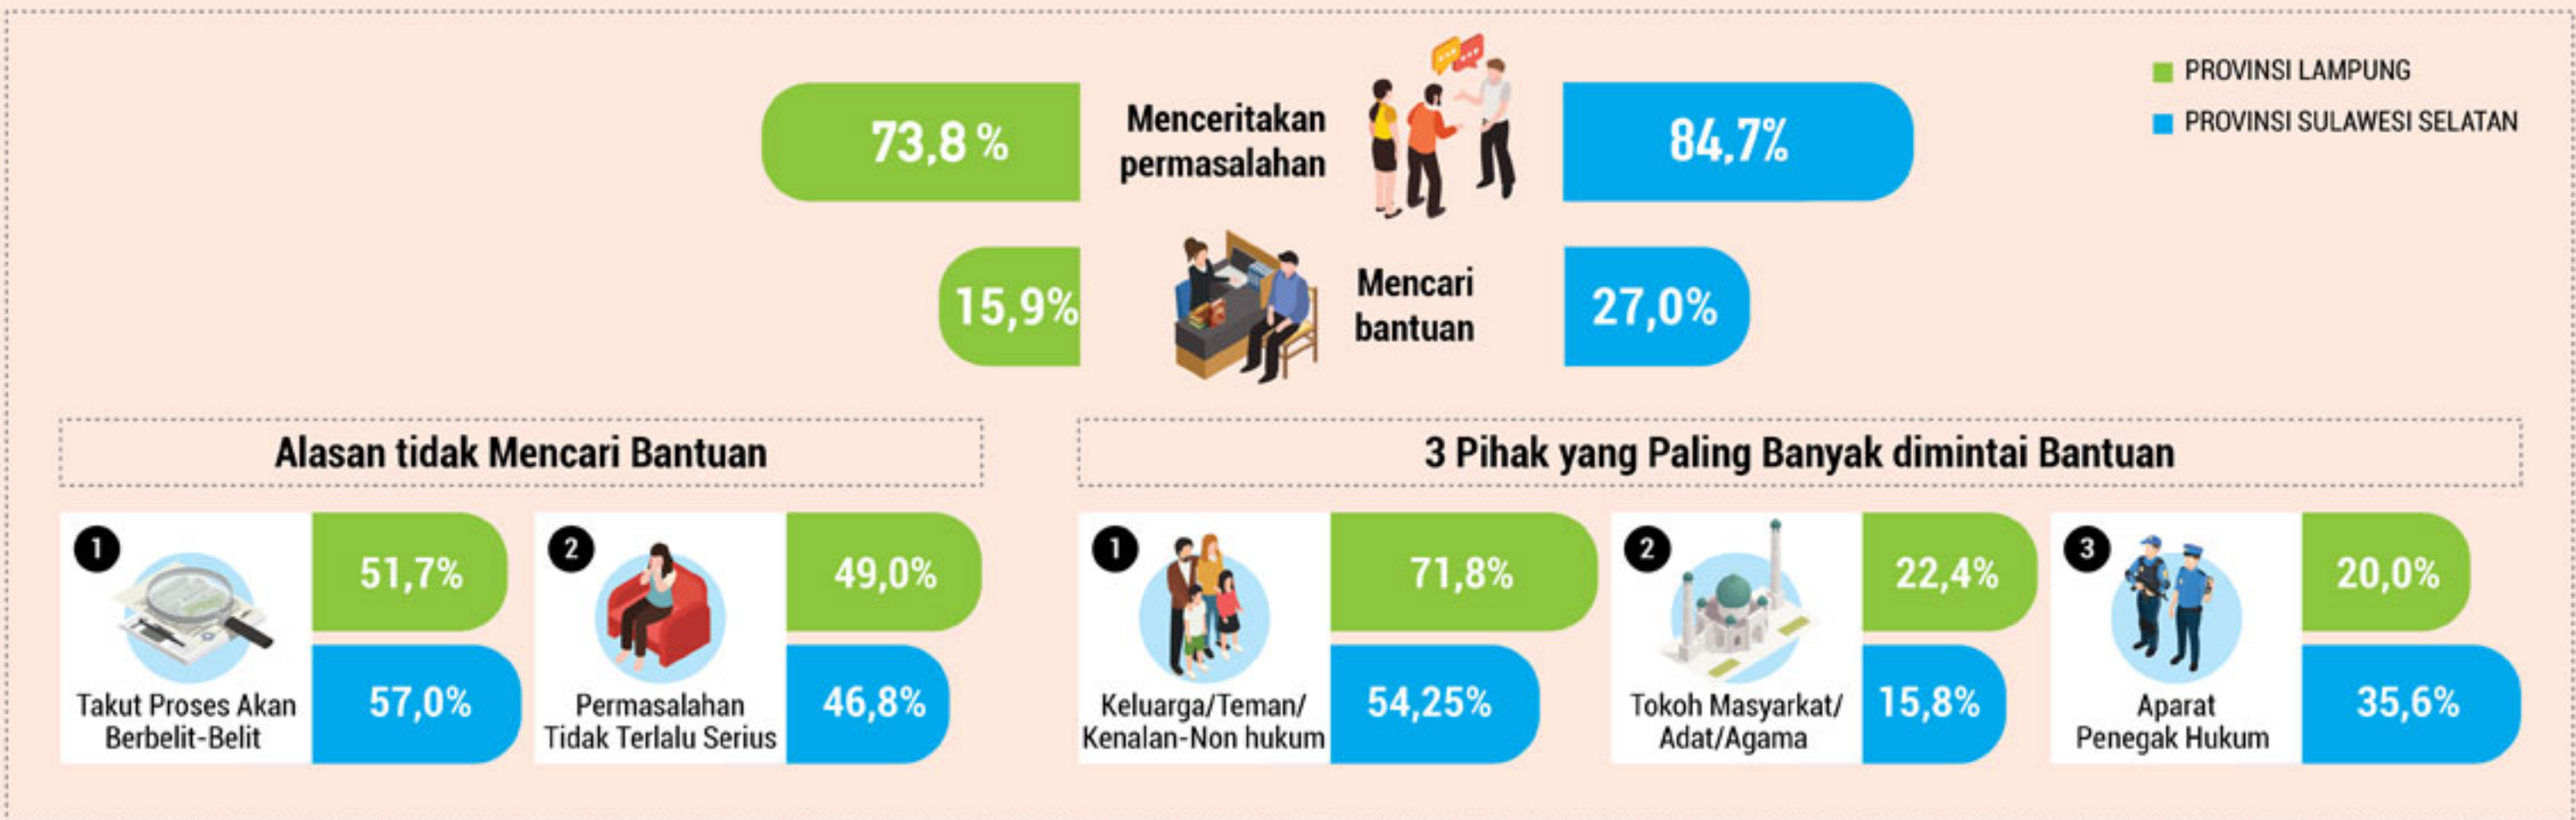 PROVINSI LAMPUNG
PROVINSI SULAWESI SELATAN
73,8 %
Menceritakan
permasalahan
84,7%
15,9%
Mencari
bantuan
27,0%
Alasan tidak Mencari Bantuan
1
51,7%
57,0%
Takut Proses Akan
Berbelit-Belit
2
49,0%
46,8%
Permasalahan
Tidak Terlalu Serius
3 Pihak yang Paling Banyak dimintai Bantuan
1
71,8%
54,25%
Keluarga/Teman/
Kenalan-Non hukum
2
22,4%
15,8%
Tokoh Masyarkat/
Adat/Agama
3
20,0%
35,6%
Aparat
Penegak Hukum